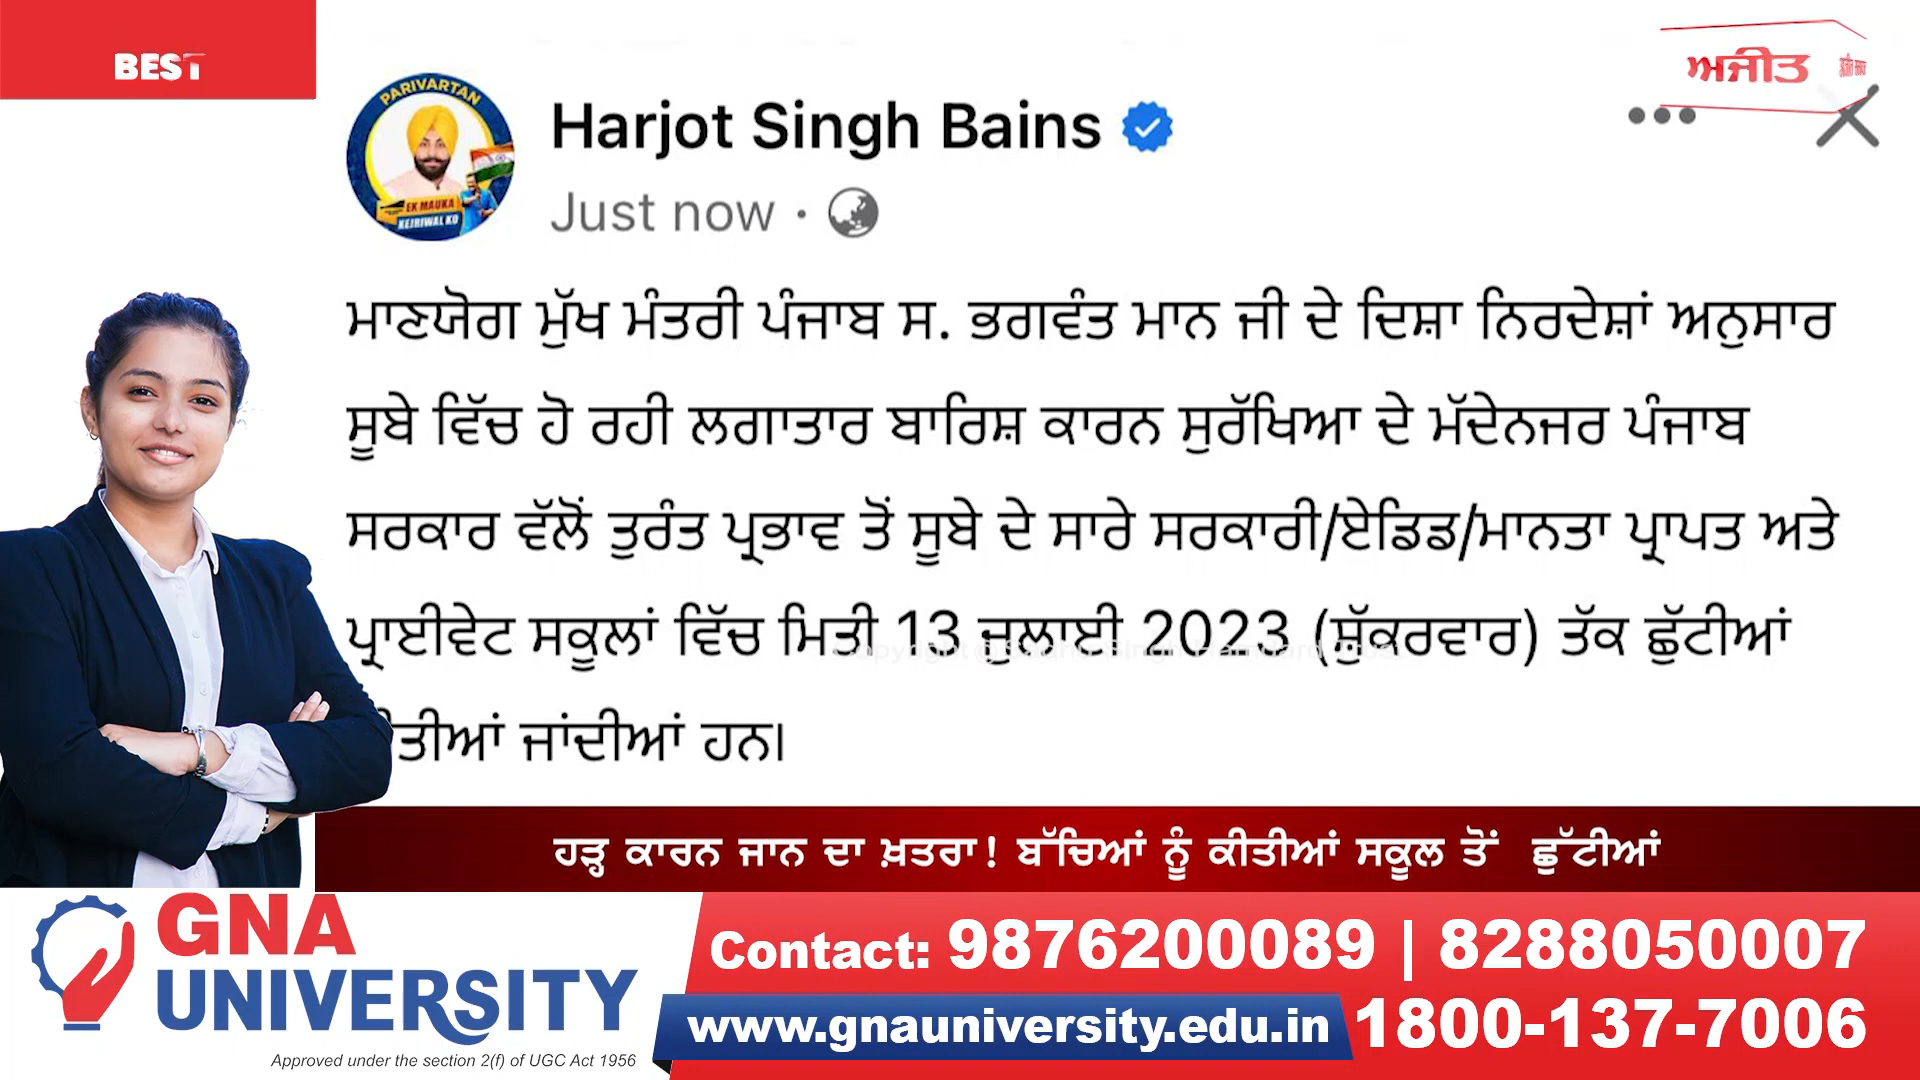 BEST
ਅਜੀਤ
PARIVARTAN
EK MAUKA
KEJRIWAL KO
Harjot Singh Bains
Just now
ਮਾਣਯੋਗ ਮੁੱਖ ਮੰਤਰੀ ਪੰਜਾਬ ਸ. ਭਗਵੰਤ ਮਾਨ ਜੀ ਦੇ ਦਿਸ਼ਾ ਨਿਰਦੇਸ਼ਾਂ ਅਨੁਸਾਰ
ਸੂਬੇ ਵਿੱਚ ਹੋ ਰਹੀ ਲਗਾਤਾਰ ਬਾਰਿਸ਼ ਕਾਰਨ ਸੁਰੱਖਿਆ ਦੇ ਮੱਦੇਨਜਰ ਪੰਜਾਬ
ਸਰਕਾਰ ਵੱਲੋਂ ਤੁਰੰਤ ਪ੍ਰਭਾਵ ਤੋਂ ਸੂਬੇ ਦੇ ਸਾਰੇ ਸਰਕਾਰੀ/ਏਡਿਡ/ਮਾਨਤਾ ਪ੍ਰਾਪਤ ਅਤੇ
ਪ੍ਰਾਈਵੇਟ ਸਕੂਲਾਂ ਵਿੱਚ ਮਿਤੀ 13 ਜੁਲਾਈ 2023 (ਸ਼ੁੱਕਰਵਾਰ) ਤੱਕ ਛੁੱਟੀਆਂ
ਜਾਂਦੀਆਂ ਹਨ।
ਹੜ੍ਹ ਕਾਰਨ ਜਾਨ ਦਾ ਖ਼ਤਰਾ! ਬੱਚਿਆਂ ਨੂੰ ਕੀਤੀਆਂ ਸਕੂਲ ਤੋਂ ਛੁੱਟੀਆਂ
GNA
UNIVERSITY
Approved under the section 2(f) of UGC Act 1956
Contact: 9876200089 | 8288050007
www.gnauniversity.edu.in 1800-137-7006